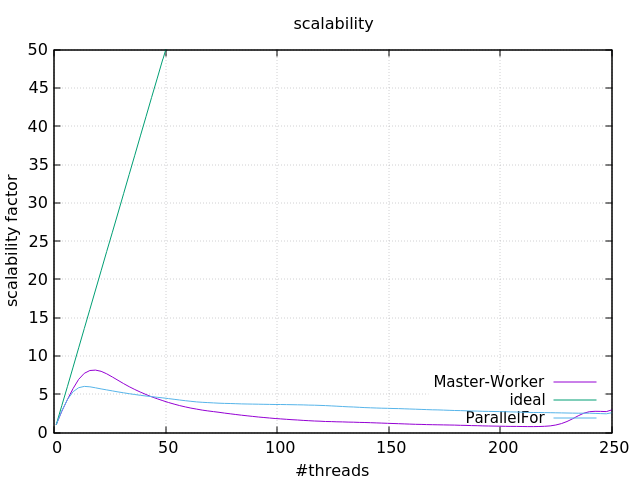 scalability
scalability factor
50
45
40
35
30
25
20
15
10
5
0
Master-Worker
ideal
ParallelFor
0 50 100 150 200 250
#threads